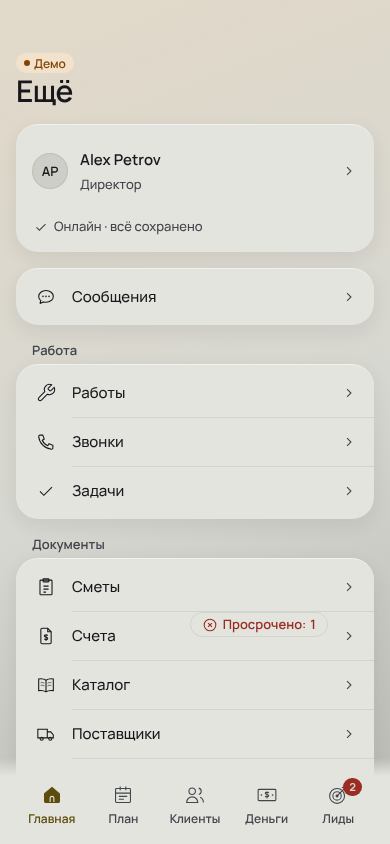 Демо
Ещё
AP
Alex Petrov
Директор
Онлайн · всё сохранено
Сообщения
Работа
Работы
Звонки
Задачи
Документы
Сметы
Счета
Просрочено: 1
Каталог
Поставщики
2
Главная План Клиенты Деньги Лиды